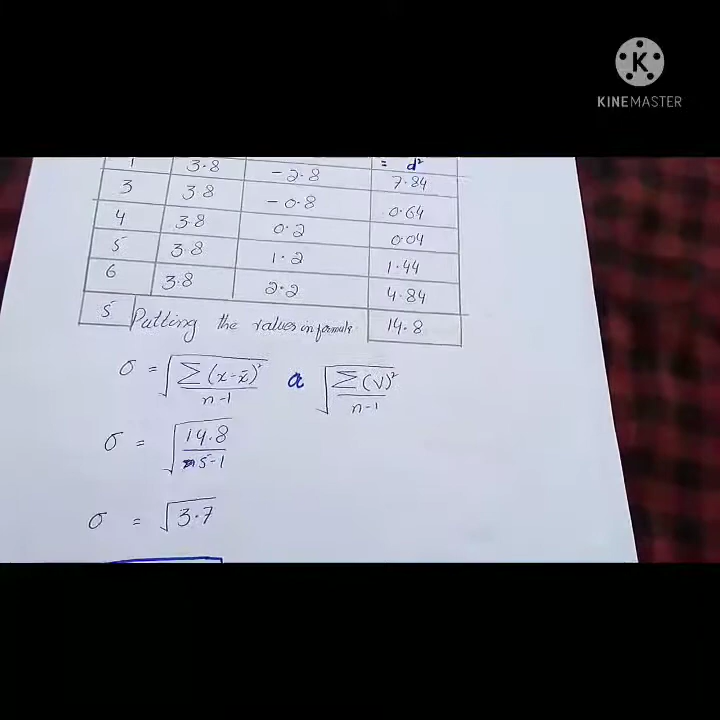 KINEMASTER
= d²
1 3.8 -2.8 7.84
3 3.8 -0.8 0.64
4 3.8 0.2 0.04
5 3.8 1.2 1.44
6 3.8 2.2 4.84
5 Putting the values in formula 14.8
σ = √Σ(x-x̄)²/n-1 a √Σ(v)²/n-1
σ = √14.8/5-1
σ = √3.7